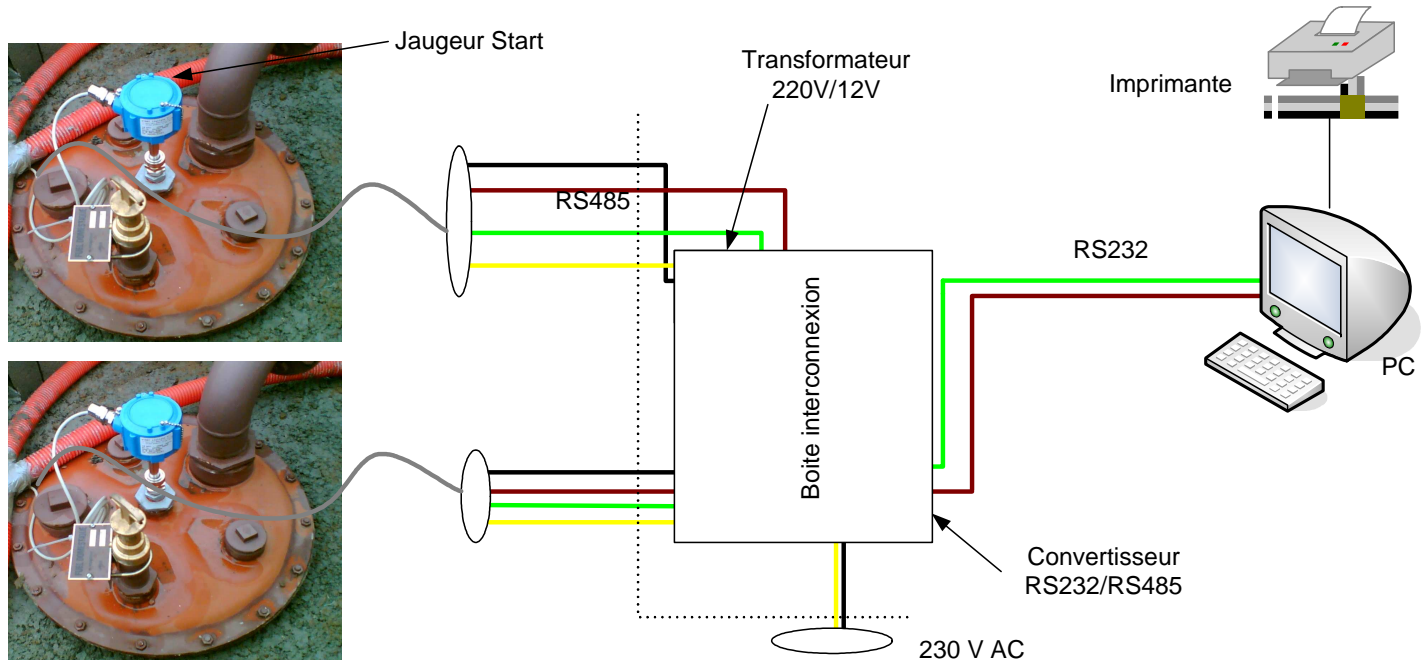 Jaugeur Start
Transformateur
220V/12V
Imprimante
RS485
RS232
Boite interconnexion
PC
Convertisseur
RS232/RS485
230 V AC